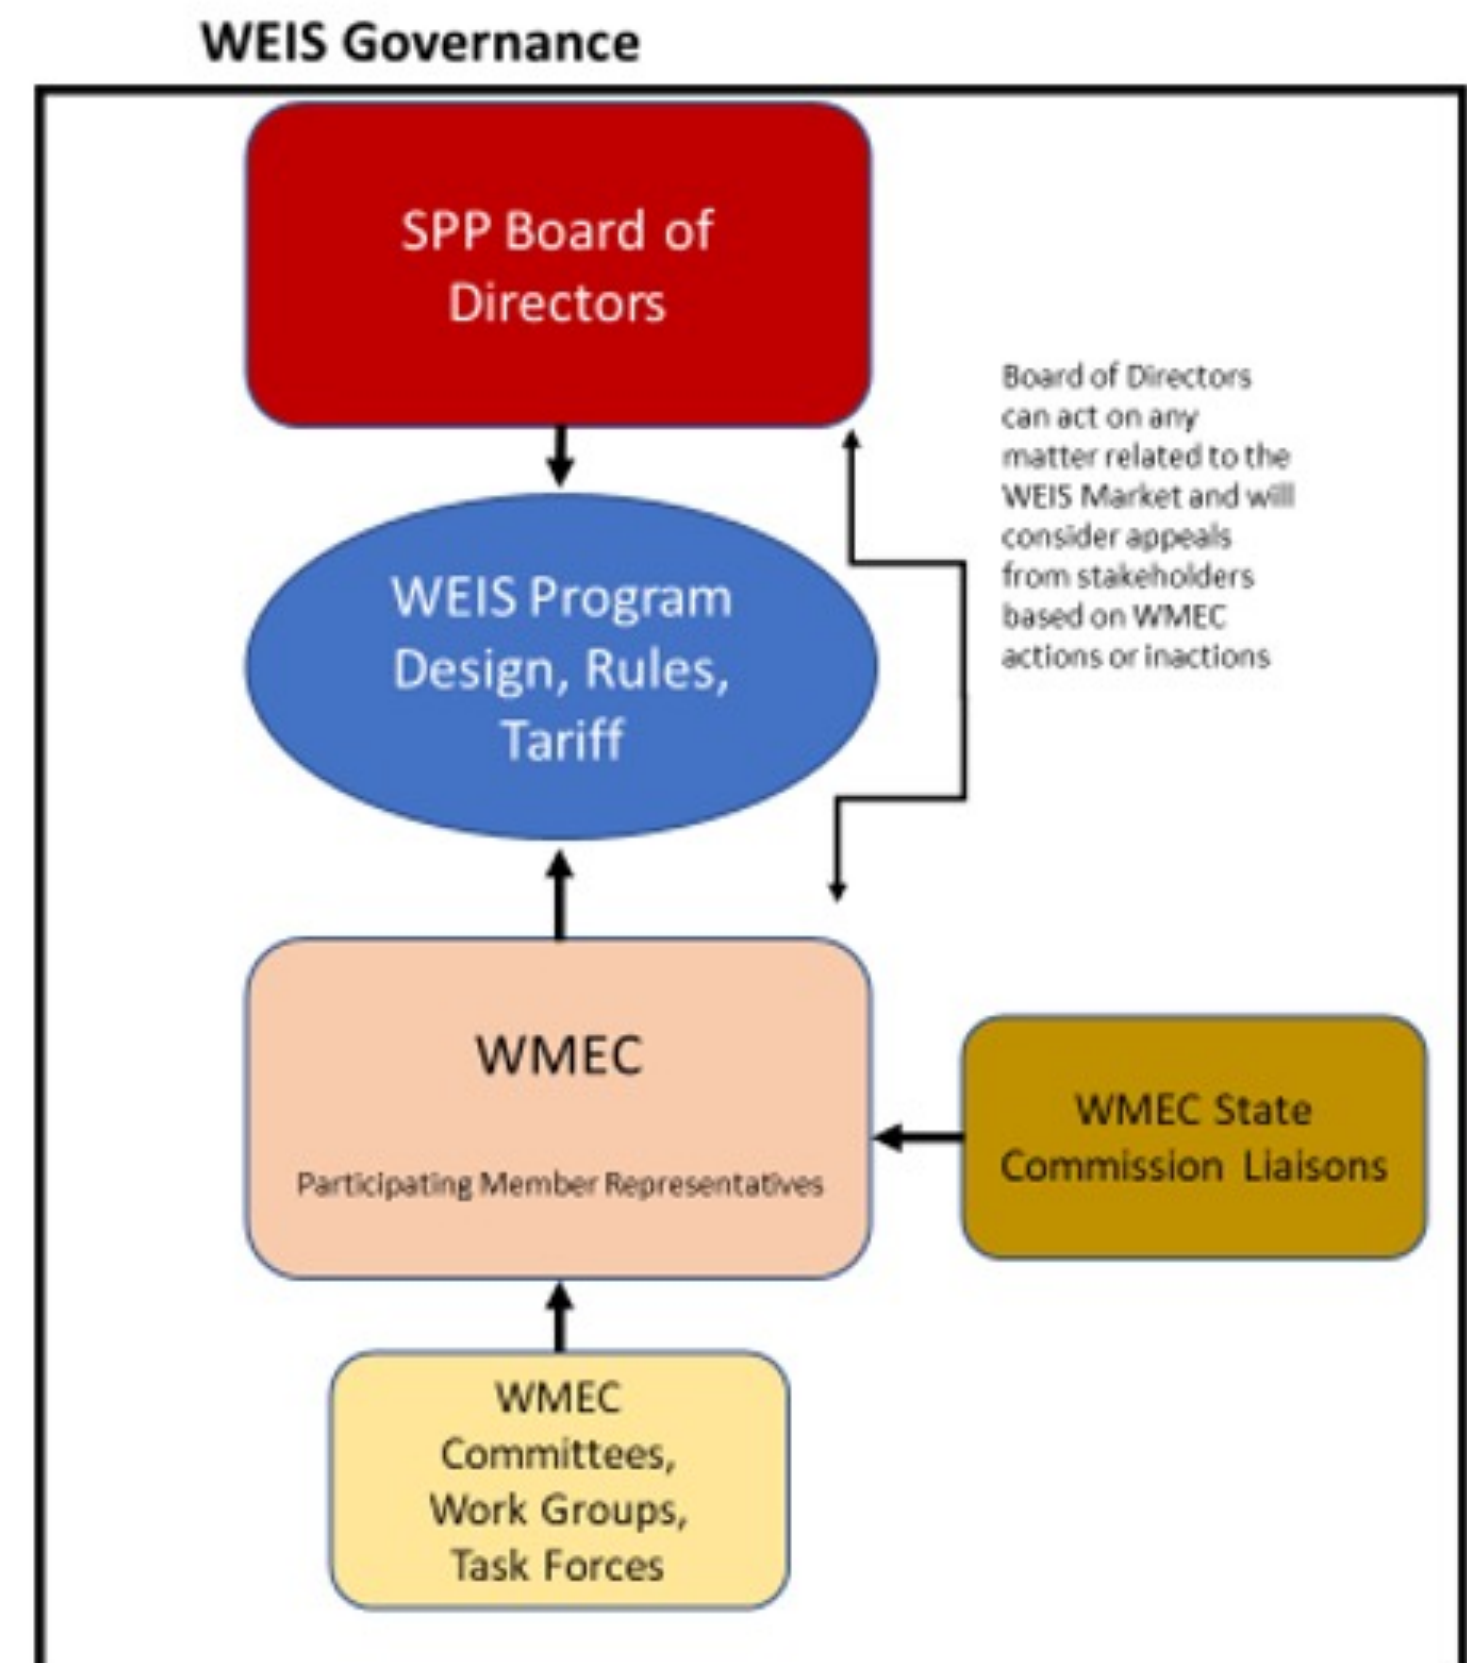 WEIS Governance
SPP Board of
Directors
Board of Directors
can act on any
matter related to the
WEIS Market and will
consider appeals
from stakeholders
based on WMEC
actions or inactions
WEIS Program
Design, Rules,
Tariff
WMEC
Participating Member Representatives
WMEC State
Commission Liaisons
WMEC
Committees,
Work Groups,
Task Forces